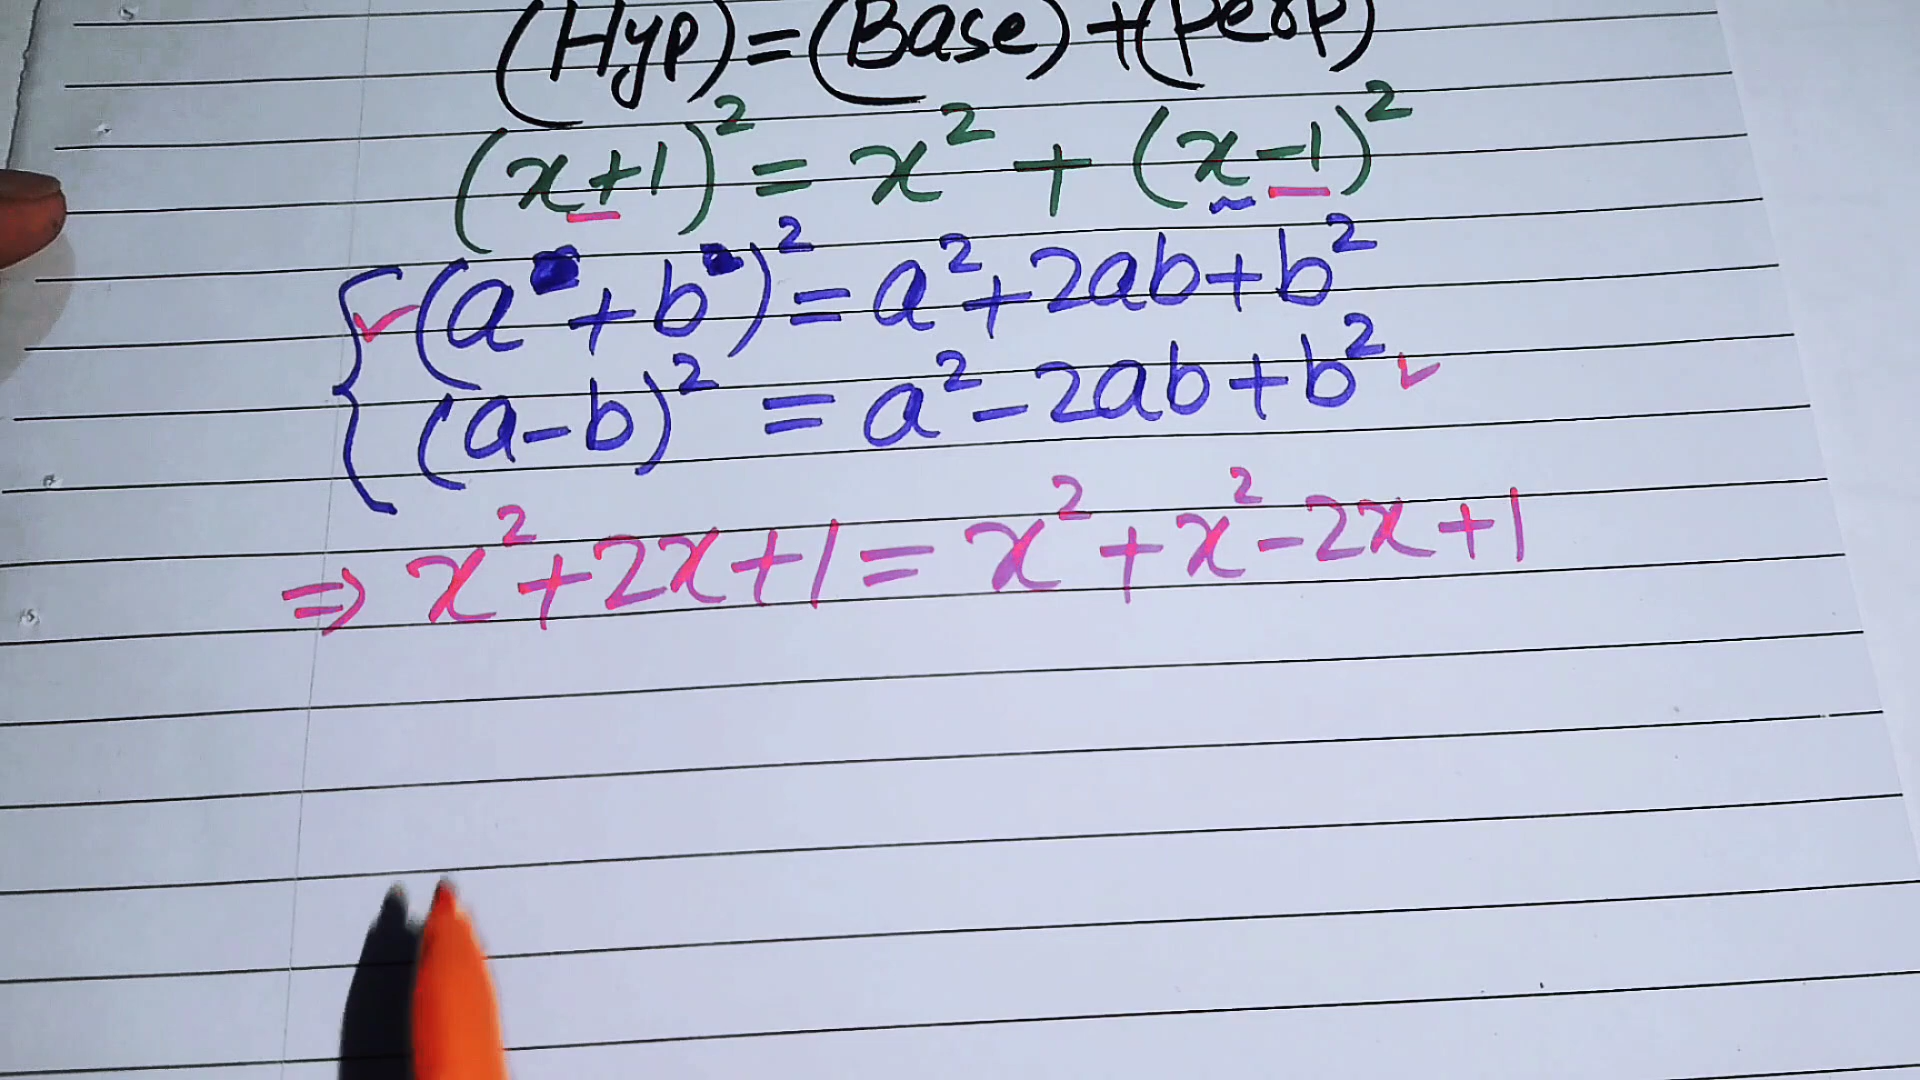 (Hyp)=(Base)+(Perp)
(x+1)²=x²+(x-1)²
(a+b)²=a²+2ab+b²
(a-b)²=a²-2ab+b²
⇒x²+2x+1=x²+x²-2x+1